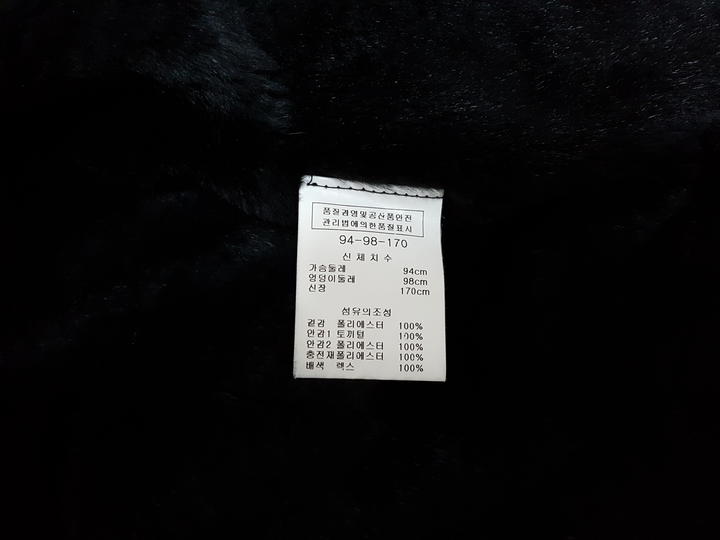 품질경영및공산품안전
관리법에의한품질표시
94-98-170
신체치수
가슴둘레 94cm
엉덩이둘레 98cm
신장 170cm
섬유의조성
겉감 폴리에스터 100%
안감1 토끼털 100%
안감2 폴리에스터 100%
충전재폴리에스터 100%
배색 렉스 100%